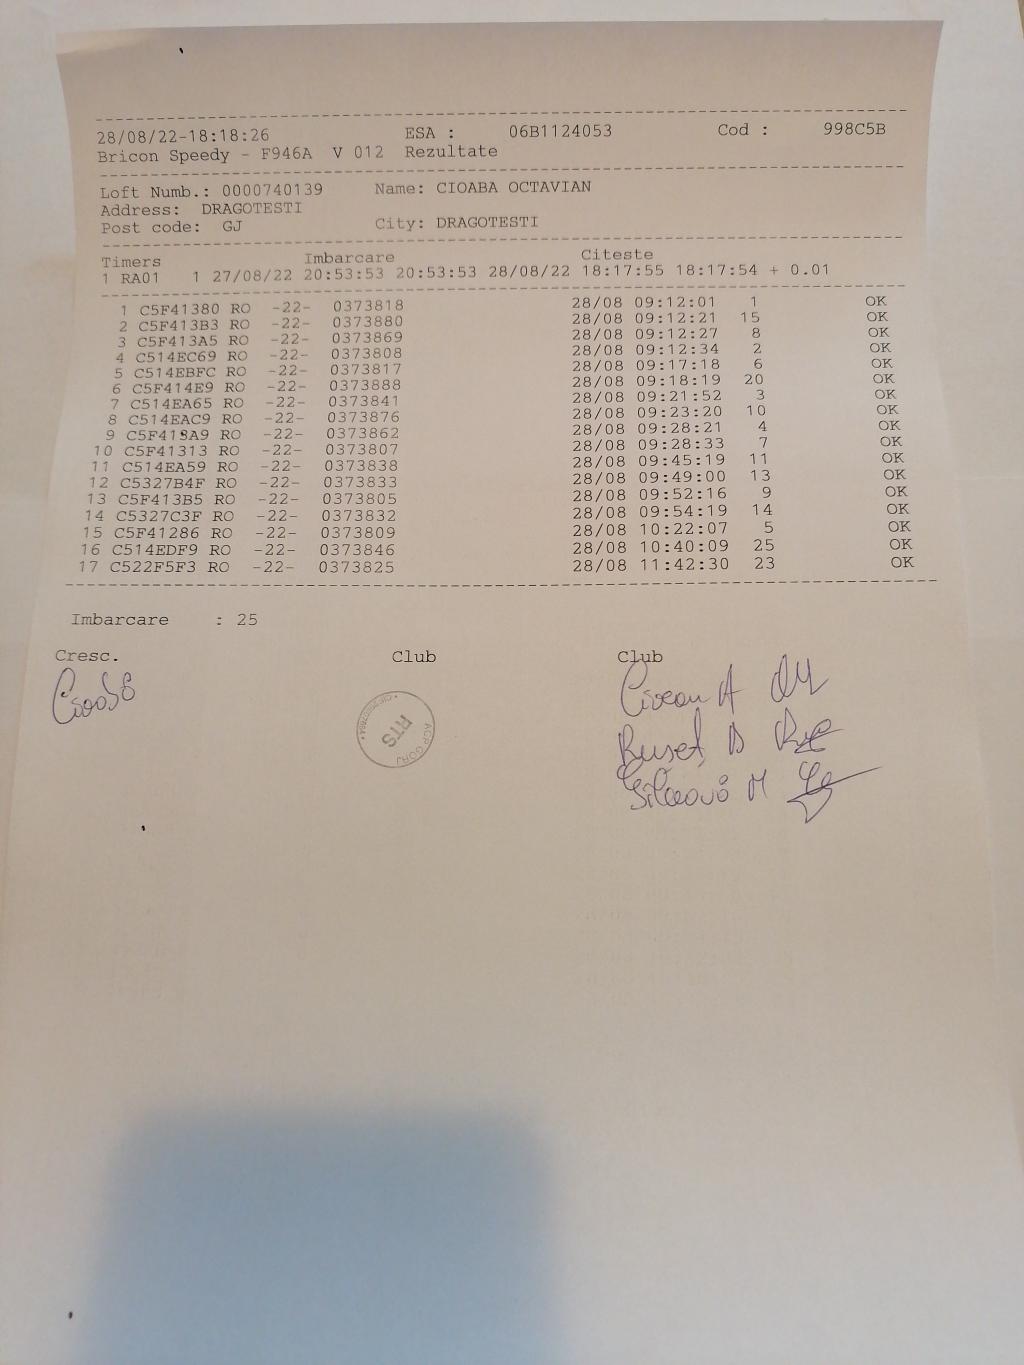 28/08/22-18:18:26 ESA : 06B1124053 Cod : 998C5B
Bricon Speedy - F946A V 012 Rezultate
Loft Numb.: 0000740139 Name: CIOABA OCTAVIAN
Address: DRAGOTESTI
Post code: GJ City: DRAGOTESTI
Timers Imbarcare Citeste
1 RA01 1 27/08/22 20:53:53 20:53:53 28/08/22 18:17:55 18:17:54 + 0.01
1 C5F41380 RO -22- 0373818 28/08 09:12:01 1 OK
2 C5F413B3 RO -22- 0373880 28/08 09:12:21 15 OK
3 C5F413A5 RO -22- 0373869 28/08 09:12:27 8 OK
4 C514EC69 RO -22- 0373808 28/08 09:12:34 2 OK
5 C514EBFC RO -22- 0373817 28/08 09:17:18 6 OK
6 C5F414E9 RO -22- 0373888 28/08 09:18:19 20 OK
7 C514EA65 RO -22- 0373841 28/08 09:21:52 3 OK
8 C514EAC9 RO -22- 0373876 28/08 09:23:20 10 OK
9 RO -22- 0373862 28/08 09:28:21 4 OK
10 C5F41313 RO -22- 0373807 28/08 09:28:33 7 OK
11 C514EA59 RO -22- 0373838 28/08 09:45:19 11 OK
12 C5327B4F RO -22- 0373833 28/08 09:49:00 13 OK
13 C5F413B5 RO -22- 0373805 28/08 09:52:16 9 OK
14 C5327C3F RO -22- 0373832 28/08 09:54:19 14 OK
15 C5F41286 RO -22- 0373809 28/08 10:22:07 5 OK
16 C514EDF9 RO -22- 0373846 28/08 10:40:09 25 OK
17 C522F5F3 RO -22- 0373825 28/08 11:42:30 23 OK
Imbarcare : 25
Cresc. Club Club
RTS
ACP GORJ